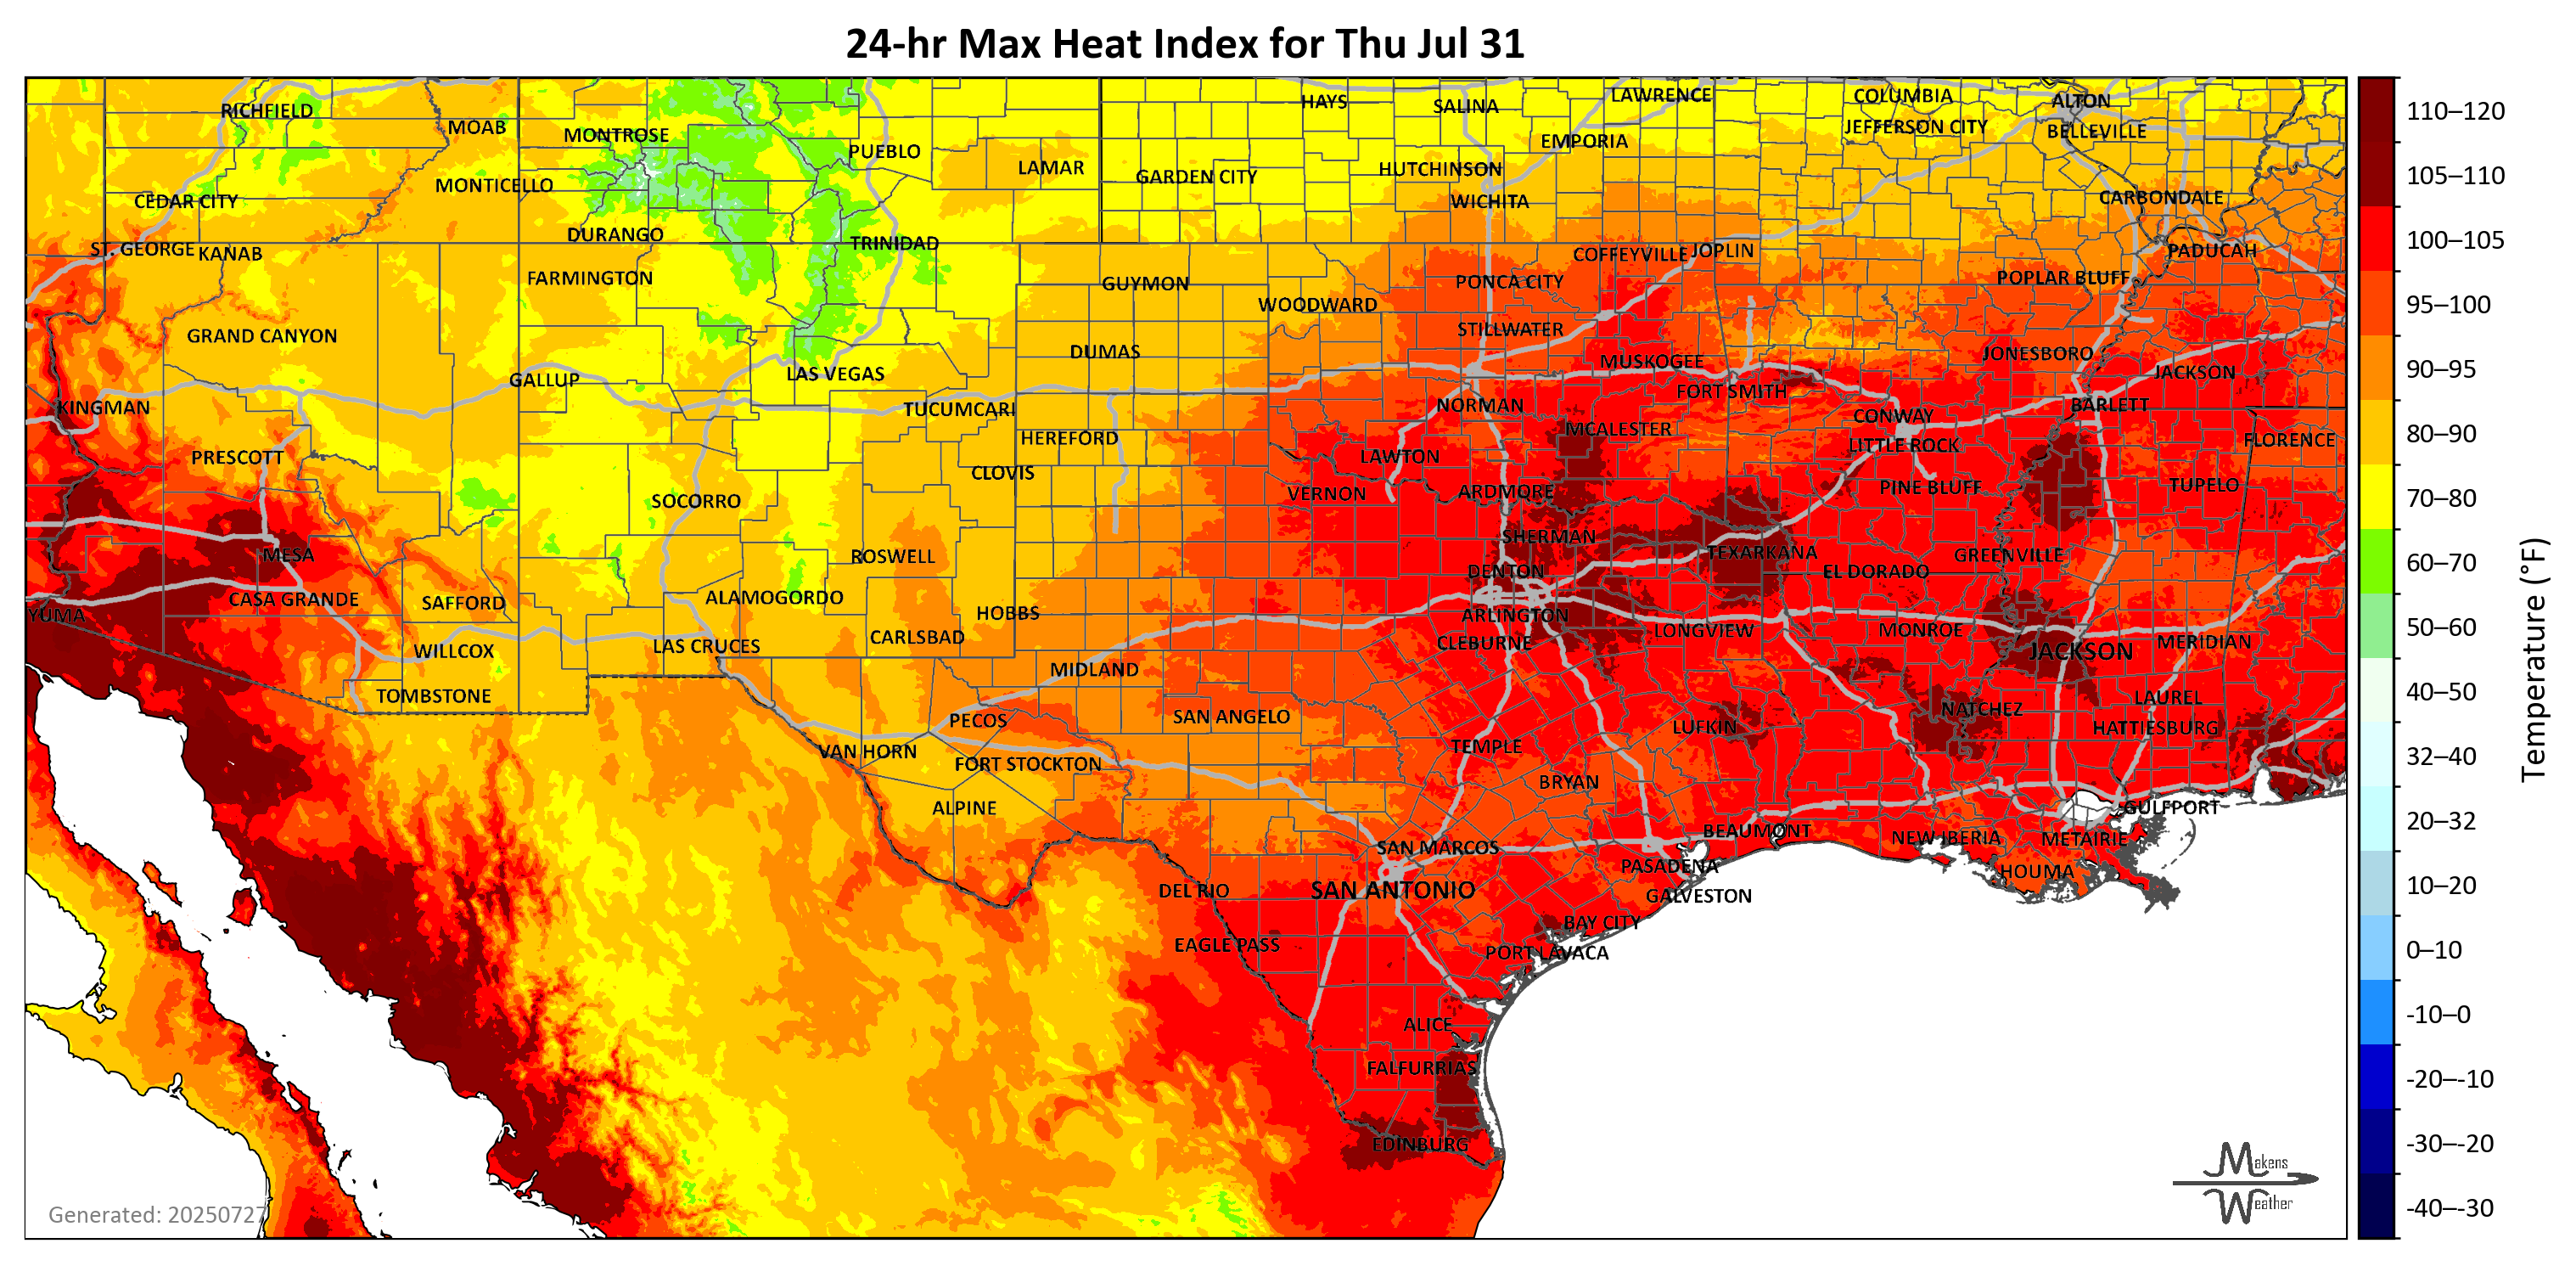 24-hr Max Heat Index for Thu Jul 31
RICHFIELD
MOAB
MONTROSE
PUEBLO
LAMAR
HAYS
SALINA
LAWRENCE
COLUMBIA
ALTON
EMPORIA
JEFFERSON CITY
BELLEVILLE
CEDAR CITY
MONTICELLO
GARDEN CITY
HUTCHINSON
WICHITA
CARBONDALE
ST. GEORGE
KANAB
DURANGO
TRINIDAD
COFFEYVILLE
JOPLIN
PADUCAH
FARMINGTON
GUYMON
WOODWARD
PONCA CITY
POPLAR BLUFF
GRAND CANYON
DUMAS
STILLWATER
MUSKOGEE
JONESBORO
GALLUP
LAS VEGAS
FORT SMITH
JACKSON
KINGMAN
TUCUMCARI
NORMAN
CONWAY
BARLETT
PRESCOTT
HEREFORD
CLOVIS
LAWTON
MCALESTER
LITTLE ROCK
FLORENCE
SOCORRO
VERNON
ARDMORE
PINE BLUFF
TUPELO
MESA
ROSWELL
SHERMAN
TEXARKANA
GREENVILLE
DENTON
EL DORADO
YUMA
CASA GRANDE
SAFFORD
ALAMOGORDO
HOBBS
ARLINGTON
WILLCOX
LAS CRUCES
CARLSBAD
CLEBURNE
LONGVIEW
MONROE
JACKSON
MERIDIAN
TOMBSTONE
MIDLAND
PECOS
SAN ANGELO
LUFKIN
NATCHEZ
LAUREL
HATTIESBURG
VAN HORN
FORT STOCKTON
TEMPLE
BRYAN
ALPINE
BEAUMONT
GULFPORT
SAN MARCOS
NEW IBERIA
METAIRIE
PASADENA
HOUMA
DEL RIO
SAN ANTONIO
GALVESTON
EAGLE PASS
BAY CITY
PORT LAVACA
ALICE
FALFURRIAS
EDINBURG
Generated: 20250727
Makens
Weather
110–120
105–110
100–105
95–100
90–95
80–90
70–80
60–70
50–60
40–50
32–40
20–32
10–20
0–10
-10–0
-20–-10
-30–-20
-40–-30
Temperature (°F)